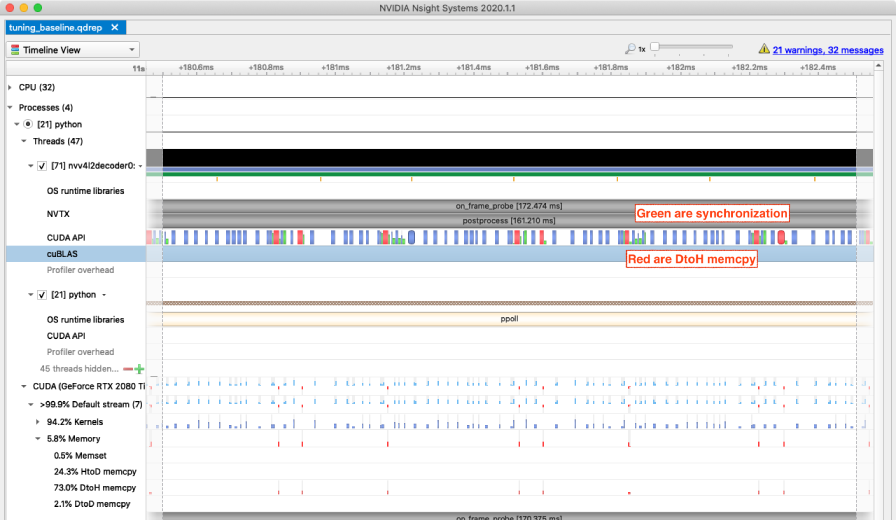 NVIDIA Nsight Systems 2020.1.1
tuning_baseline.qdrep
Timeline View
1x
21 warnings, 32 messages
11s
+180.6ms +180.8ms +181ms +181.2ms +181.4ms +181.6ms +181.8ms +182ms +182.2ms +182.4ms
CPU (32)
Processes (4)
[21] python
Threads (47)
[71] nvv4l2decoder0:
OS runtime libraries
on_frame_probe [172.474 ms]
NVTX
Green are synchronization
postprocess [161.210 ms]
CUDA API
cuBLAS
Red are DtoH memcpy
Profiler overhead
[21] python
OS runtime libraries
ppoll
CUDA API
Profiler overhead
45 threads hidden...
CUDA (GeForce RTX 2080 Ti
>99.9% Default stream (7)
94.2% Kernels
5.8% Memory
0.5% Memset
24.3% HtoD memcpy
73.0% DtoH memcpy
2.1% DtoD memcpy
on_frame_probe [170.375 ms]